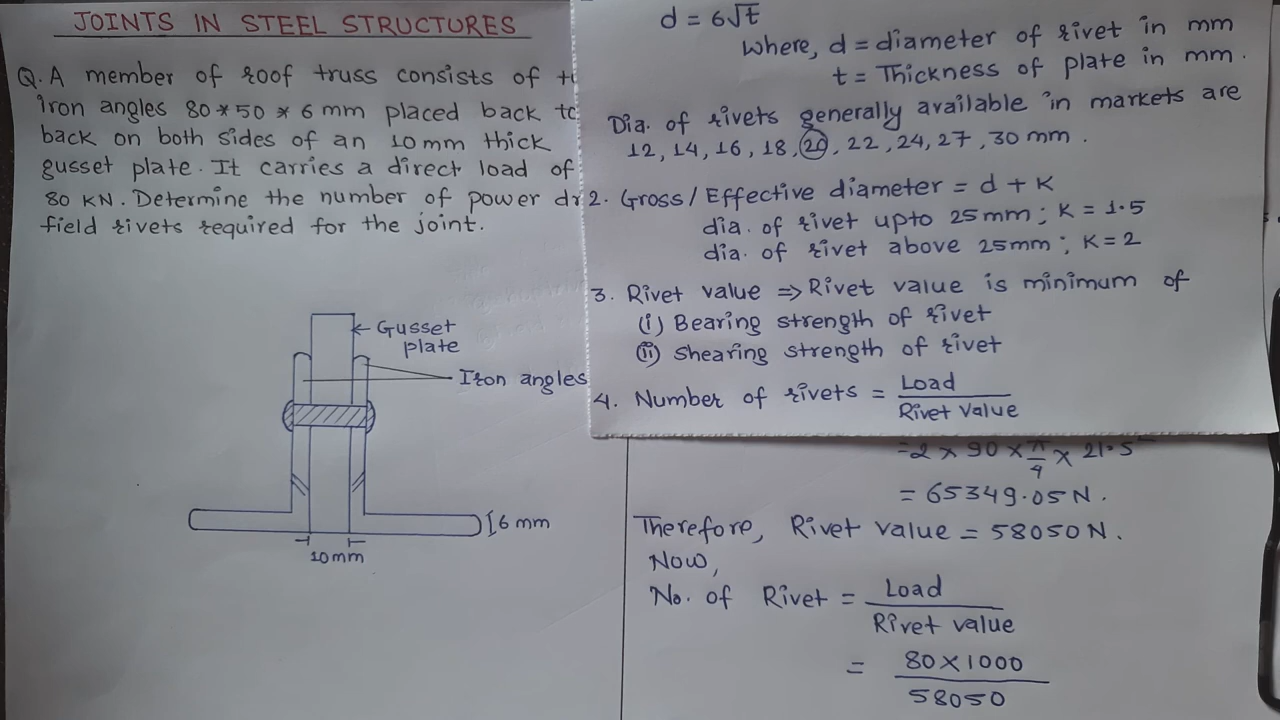 JOINTS IN STEEL STRUCTURES
Q. A member of roof truss consists of
iron angles 80*50*6mm placed back to
back on both sides of an 10mm thick
gusset plate. It carries a direct load of
80 KN. Determine the number of power
field rivets required for the joint.
Gusset
plate
Iron angles
6 mm
10mm
d = 6√t
Where, d = diameter of rivet in mm
t = Thickness of plate in mm.
Dia. of rivets generally available in markets are
12, 14, 16, 18, 20, 22, 24, 27, 30 mm.
2. Gross/Effective diameter = d + K
dia. of rivet upto 25mm; K = 1.5
dia. of rivet above 25mm; K = 2
3. Rivet value ⇒ Rivet value is minimum of
(i) Bearing strength of rivet
(ii) Shearing strength of rivet
4. Number of rivets = Load
Rivet Value
= 2 × 90 × π/4 × 21.5
= 65349.05 N.
Therefore, Rivet value = 58050 N.
Now,
No. of Rivet = Load
Rivet value
= 80×1000
58050